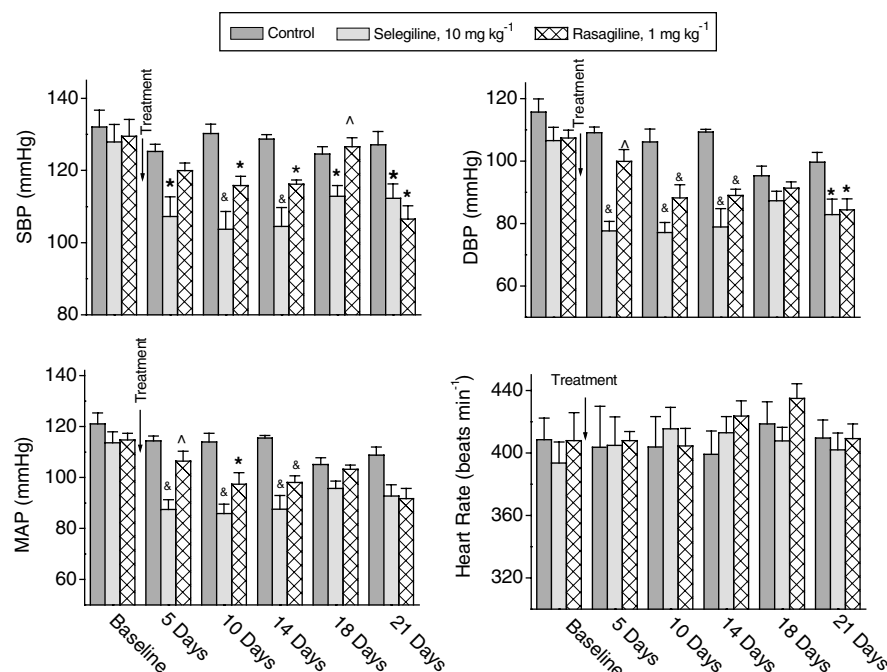 Control
Selegiline, 10 mg kg⁻¹
Rasagiline, 1 mg kg⁻¹
SBP (mmHg)
140
120
100
80
Treatment
*
&
*
&
*
*
^
*
*
DBP (mmHg)
120
100
80
60
Treatment
&
^
&
&
&
&
*
*
MAP (mmHg)
140
120
100
80
60
Treatment
&
^
&
*
&
&
Baseline
5 Days
10 Days
14 Days
18 Days
21 Days
Heart Rate (beats min⁻¹)
440
400
360
320
Treatment
Baseline
5 Days
10 Days
14 Days
18 Days
21 Days